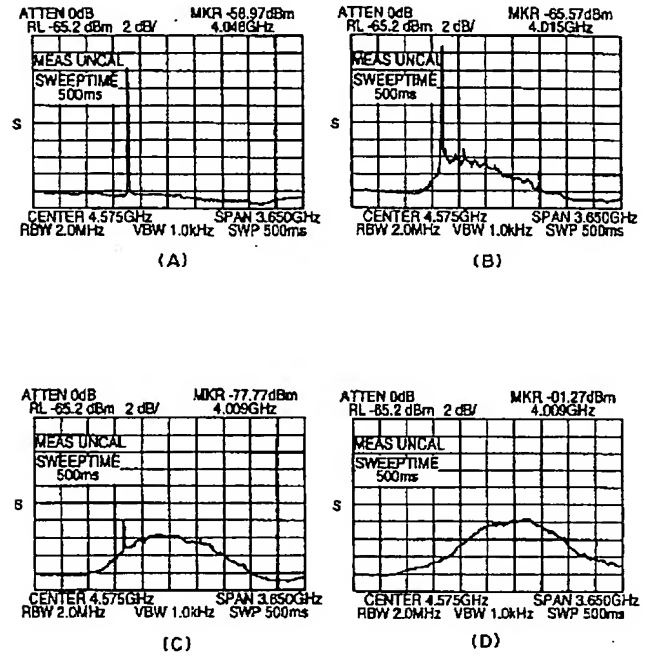 ATTEN 0dB MKR -58.97dBm
RL -65.2 dBm 2 dB/ 4.048GHz
MEAS UNCAL
SWEEPTIME
500ms
S
CENTER 4.575GHz SPAN 3.650GHz
RBW 2.0MHz VBW 1.0kHz SWP 500ms
(A)
ATTEN 0dB MKR -65.57dBm
RL -65.2 dBm 2 dB/ 4.015GHz
MEAS UNCAL
SWEEPTIME
500ms
S
CENTER 4.575GHz SPAN 3.650GHz
RBW 2.0MHz VBW 1.0kHz SWP 500ms
(B)
ATTEN 0dB MKR -77.77dBm
RL -65.2 dBm 2 dB/ 4.009GHz
MEAS UNCAL
SWEEPTIME
500ms
S
CENTER 4.575GHz SPAN 3.650GHz
RBW 2.0MHz VBW 1.0kHz SWP 500ms
(C)
ATTEN 0dB MKR -01.27dBm
RL -65.2 dBm 2 dB/ 4.009GHz
MEAS UNCAL
SWEEPTIME
500ms
S
CENTER 4.575GHz SPAN 3.650GHz
RBW 2.0MHz VBW 1.0kHz SWP 500ms
(D)